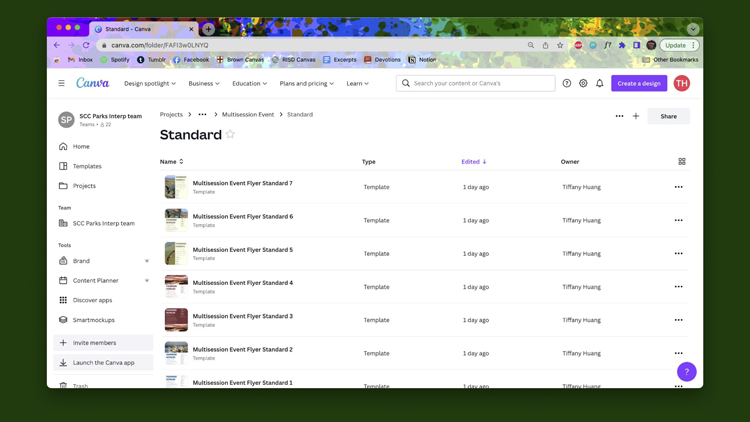 Standard - Canva
canva.com/folder/FAFI3w0LNYQ
Update
Inbox Spotify Tumblr Facebook Brown Canvas RISD Canvas Excerpts Devotions Notion Other Bookmarks
Canva Design spotlight Business Education Plans and pricing Learn Search your content or Canva's Create a design TH
SP SCC Parks Interp team
Teams • 22
Home
Templates
Projects
Team
SCC Parks Interp team
Tools
Brand
Content Planner
Discover apps
Smartmockups
Invite members
Launch the Canva app
Trash
Projects > ••• > Multisession Event > Standard
Standard
Share
Name Type Edited ↓ Owner
Multisession Event Flyer Standard 7 Template 1 day ago Tiffany Huang
Template
Multisession Event Flyer Standard 6 Template 1 day ago Tiffany Huang
Template
Multisession Event Flyer Standard 5 Template 1 day ago Tiffany Huang
Template
Multisession Event Flyer Standard 4 Template 1 day ago Tiffany Huang
Template
Multisession Event Flyer Standard 3 Template 1 day ago Tiffany Huang
Template
Multisession Event Flyer Standard 2 Template 1 day ago Tiffany Huang
Template
Multisession Event Flyer Standard 1 Template 1 day ago Tiffany Huang
?